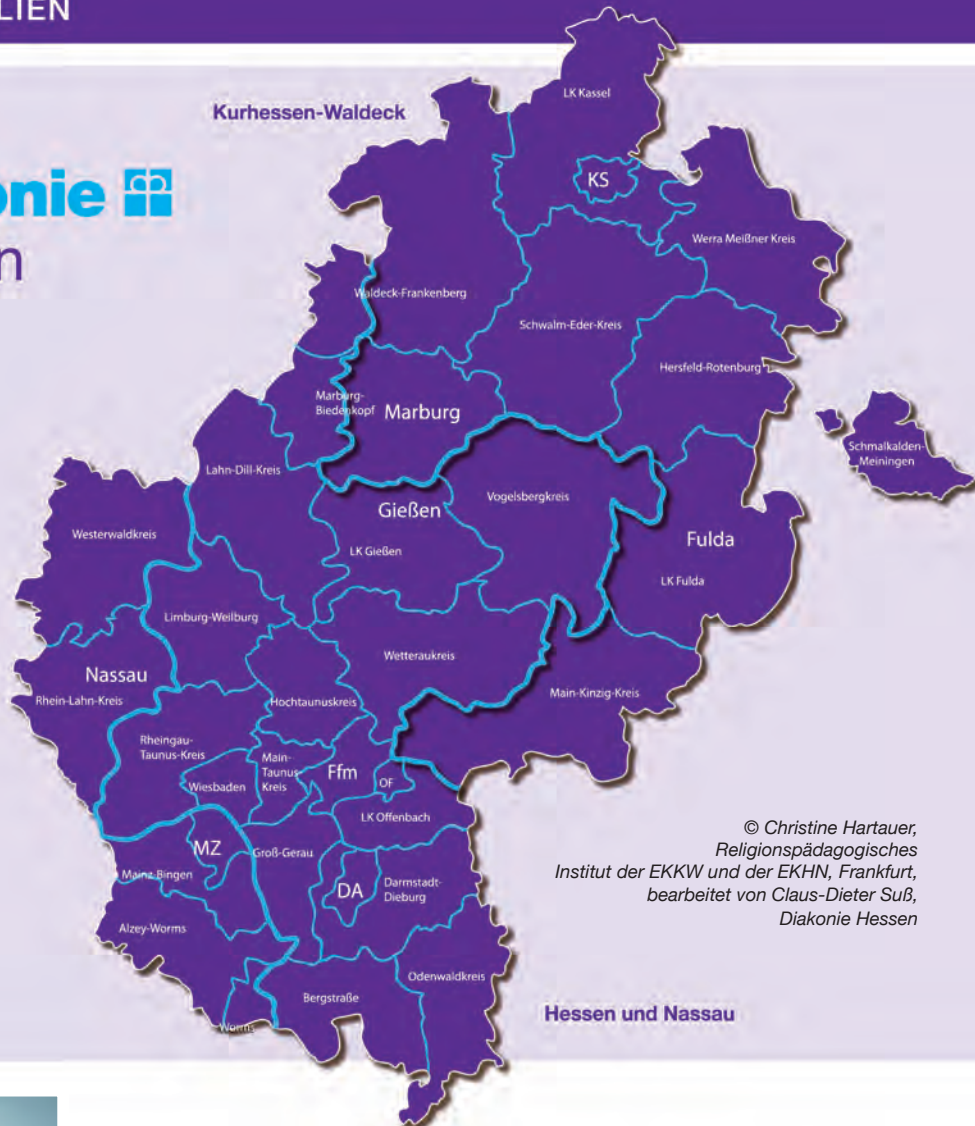 LIEN
Kurhessen-Waldeck
onie
n
LK Kassel
KS
Werra Meißner Kreis
Waldeck-Frankenberg
Schwalm-Eder-Kreis
Hersfeld-Rotenburg
Marburg-
Biedenkopf
Marburg
Schmalkalden-
Meiningen
Lahn-Dill-Kreis
Gießen
Vogelsbergkreis
Westerwaldkreis
LK Gießen
Fulda
LK Fulda
Limburg-Weilburg
Wetteraukreis
Nassau
Rhein-Lahn-Kreis
Hochtaunuskreis
Main-Kinzig-Kreis
Rheingau-
Taunus-Kreis
Main-
Taunus-
Kreis
Ffm
Wiesbaden
OF
LK Offenbach
MZ
Groß-Gerau
Mainz-Bingen
DA
Darmstadt-
Dieburg
Alzey-Worms
Odenwaldkreis
Bergstraße
Worms
© Christine Hartauer,
Religionspädagogisches
Institut der EKKW und der EKHN, Frankfurt,
bearbeitet von Claus-Dieter Suß,
Diakonie Hessen
Hessen und Nassau